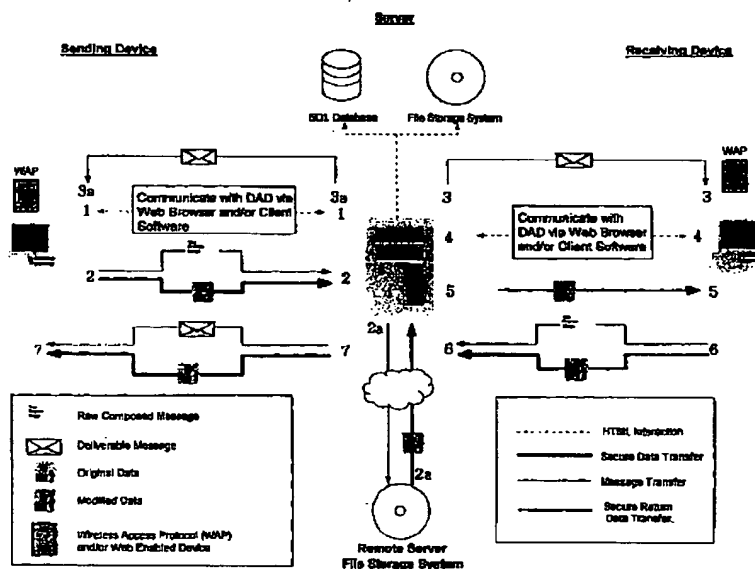 Server
Sending Device
Receiving Device
SQL Database
File Storage System
WAP
WAP
3a
3a
3
3
1
Communicate with DAD via
Web Browser and/or Client
Software
1
4
Communicate with
DAD via Web Browser
and/or Client Software
4
2
2
5
5
2a
7
7
6
6
2a
Raw Composed Message
Deliverable Message
Original Data
Modified Data
Wireless Access Protocol (WAP)
and/or Web Enabled Device
HTML Interaction
Secure Data Transfer
Message Transfer
Secure Return
Data Transfer
Remote Server
File Storage System